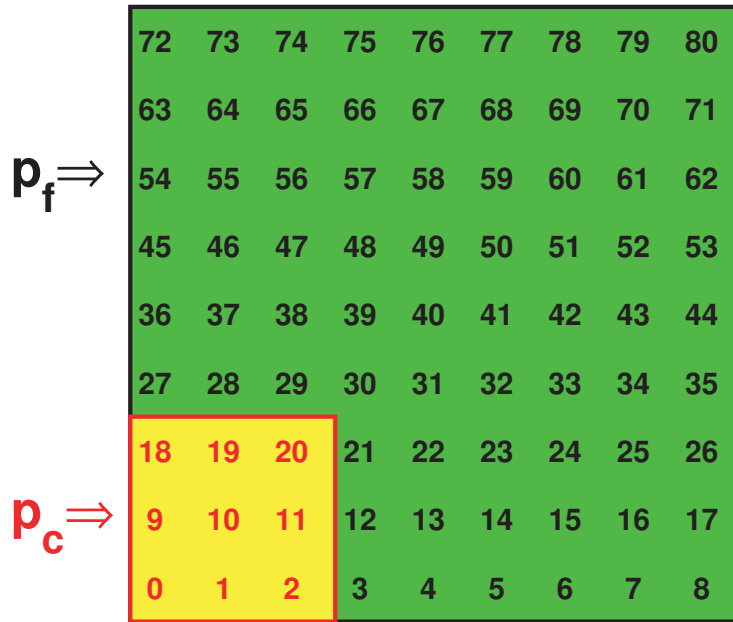 72 73 74 75 76 77 78 79 80
63 64 65 66 67 68 69 70 71
p_f⇒ 54 55 56 57 58 59 60 61 62
45 46 47 48 49 50 51 52 53
36 37 38 39 40 41 42 43 44
27 28 29 30 31 32 33 34 35
18 19 20 21 22 23 24 25 26
p_c⇒ 9 10 11 12 13 14 15 16 17
0 1 2 3 4 5 6 7 8